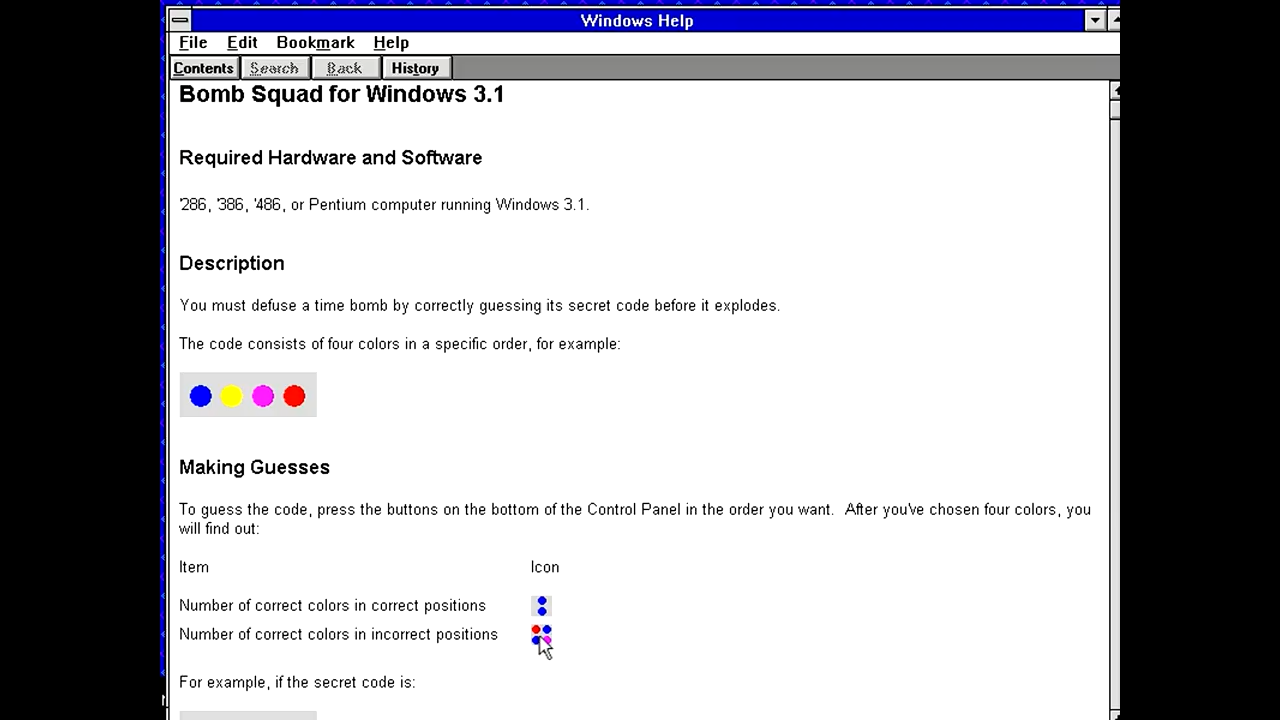 Windows Help
File Edit Bookmark Help
Contents Search Back History
Bomb Squad for Windows 3.1
Required Hardware and Software
'286, '386, '486, or Pentium computer running Windows 3.1.
Description
You must defuse a time bomb by correctly guessing its secret code before it explodes.
The code consists of four colors in a specific order, for example:
Making Guesses
To guess the code, press the buttons on the bottom of the Control Panel in the order you want.  After you've chosen four colors, you
will find out:
Item Icon
Number of correct colors in correct positions
Number of correct colors in incorrect positions
For example, if the secret code is: